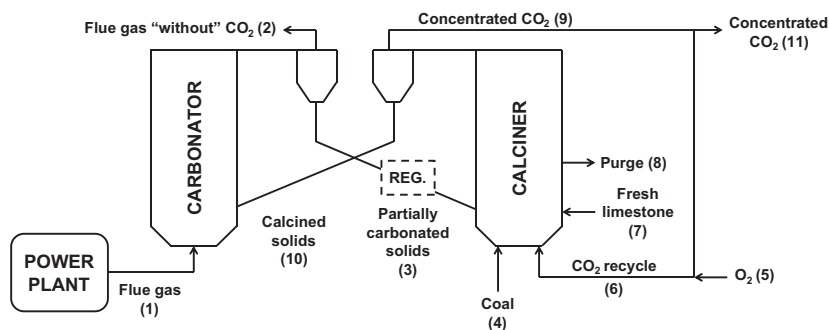 Flue gas “without” CO₂ (2)
Concentrated CO₂ (9)
Concentrated
CO₂ (11)
CARBONATOR
CALCINER
REG.
Purge (8)
Fresh
limestone
(7)
Calcined
solids
(10)
Partially
carbonated
solids
(3)
POWER
PLANT
Flue gas
(1)
CO₂ recycle
(6)
O₂ (5)
Coal
(4)